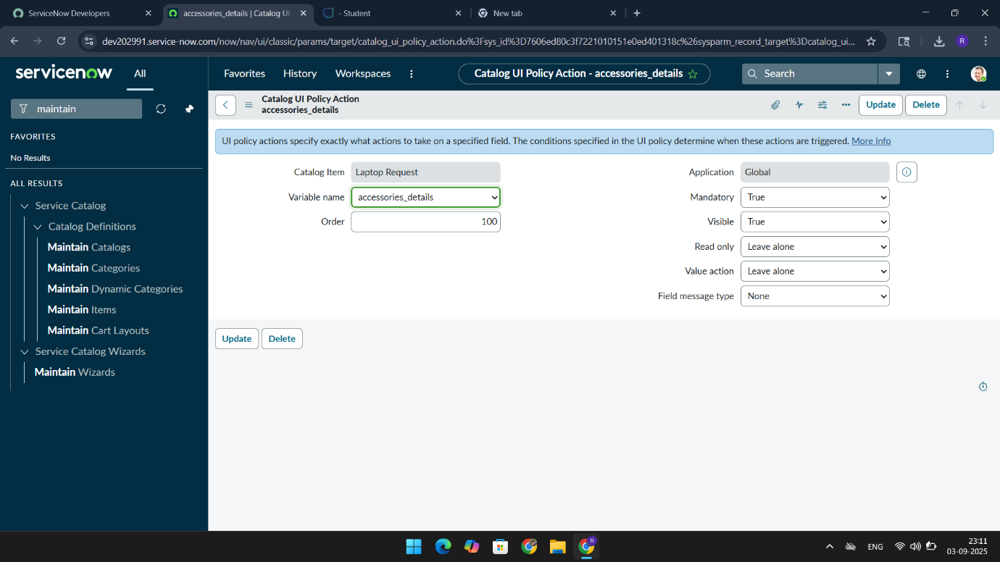 ServiceNow Developers
accessories_details | Catalog UI
- Student
New tab
dev202991.service-now.com/now/nav/ui/classic/params/target/catalog_ui_policy_action.do%3Fsys_id%3D7606ed80c3f7221010151e0ed401318c%26sysparm_record_target%3Dcatalog_ui...
R
servicenow
All
Favorites
History
Workspaces
Catalog UI Policy Action - accessories_details
Search
maintain
FAVORITES
No Results
ALL RESULTS
Service Catalog
Catalog Definitions
Maintain Catalogs
Maintain Categories
Maintain Dynamic Categories
Maintain Items
Maintain Cart Layouts
Service Catalog Wizards
Maintain Wizards
Catalog UI Policy Action
accessories_details
Update
Delete
UI policy actions specify exactly what actions to take on a specified field. The conditions specified in the UI policy determine when these actions are triggered. More Info
Catalog Item Laptop Request
Variable name accessories_details
Order 100
Application Global
Mandatory True
Visible True
Read only Leave alone
Value action Leave alone
Field message type None
Update
Delete
R
ENG
23:11
03-09-2025